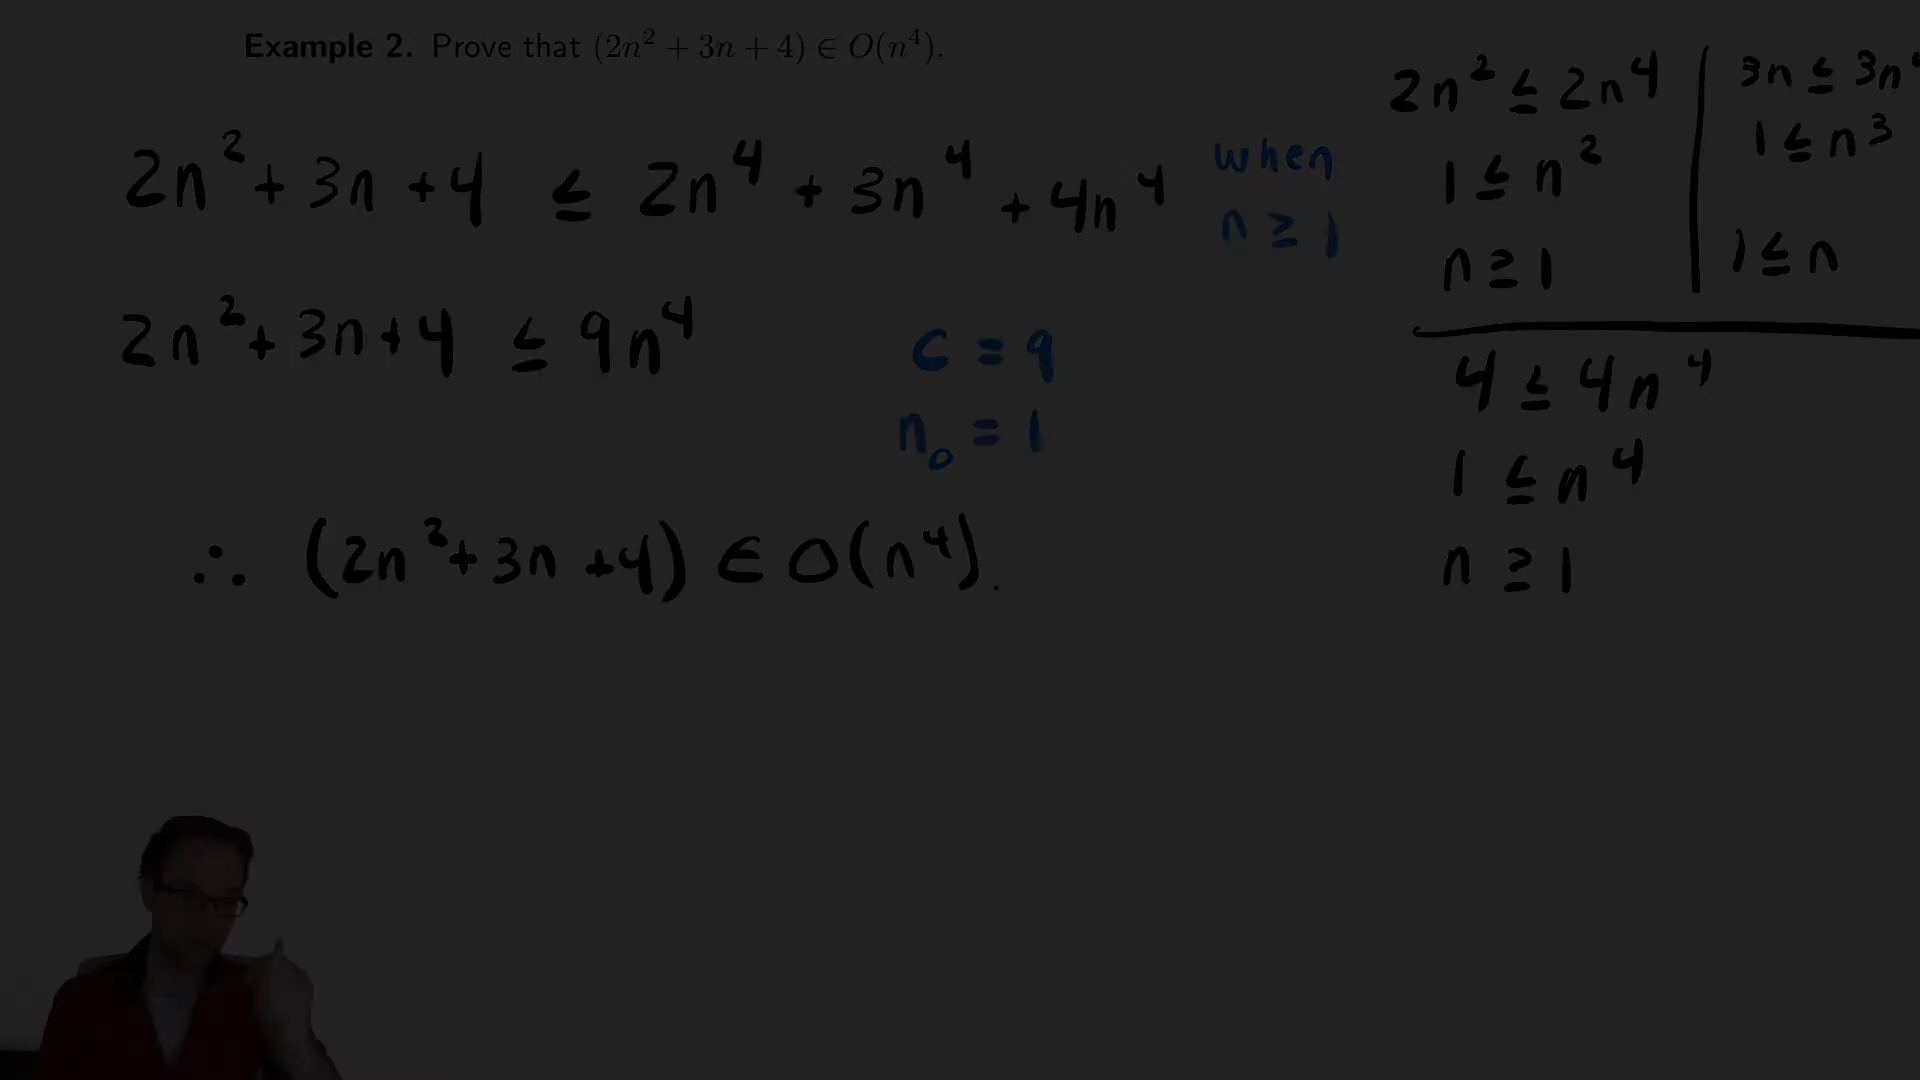 Example 2. Prove that (2n² + 3n + 4) ∈ O(n⁴).
2n² + 3n + 4 ≤ 2n⁴ + 3n⁴ + 4n⁴
when
n ≥ 1
2n² + 3n + 4 ≤ 9n⁴
c = 9
n₀ = 1
∴ (2n² + 3n + 4) ∈ O(n⁴).
2n² ≤ 2n⁴
1 ≤ n²
n ≥ 1
3n ≤ 3n
1 ≤ n³
1 ≤ n
4 ≤ 4n⁴
1 ≤ n⁴
n ≥ 1